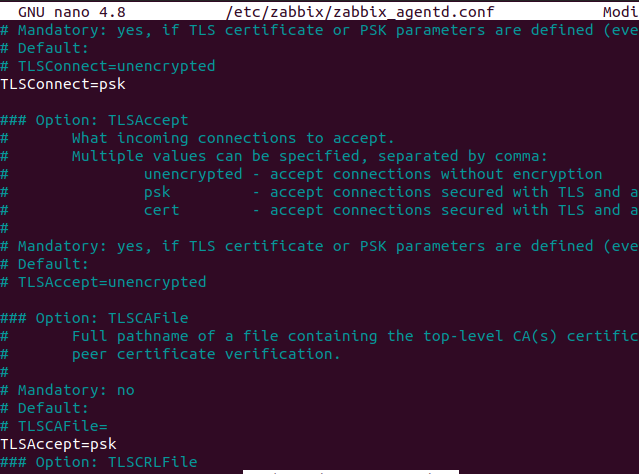 GNU nano 4.8 /etc/zabbix/zabbix_agentd.conf Modi
# Mandatory: yes, if TLS certificate or PSK parameters are defined (eve
# Default:
# TLSConnect=unencrypted
TLSConnect=psk
### Option: TLSAccept
# What incoming connections to accept.
# Multiple values can be specified, separated by comma:
# unencrypted - accept connections without encryption
# psk - accept connections secured with TLS and a
# cert - accept connections secured with TLS and a
#
# Mandatory: yes, if TLS certificate or PSK parameters are defined (eve
# Default:
# TLSAccept=unencrypted
### Option: TLSCAFile
# Full pathname of a file containing the top-level CA(s) certific
# peer certificate verification.
#
# Mandatory: no
# Default:
# TLSCAFile=
TLSAccept=psk
### Option: TLSCRLFile